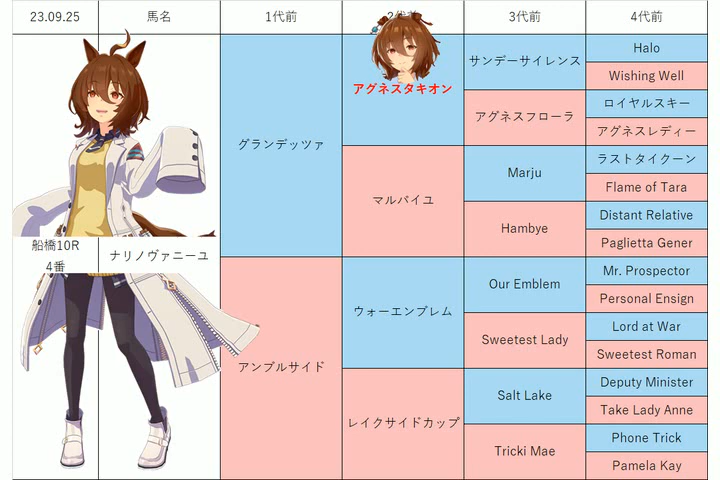 23.09.25
馬名
1代前
2代前
3代前
4代前
船橋10R
4番
ナリノヴァニーユ
グランデッツァ
アンブルサイド
アグネスタキオン
マルバイユ
ウォーエンブレム
レイクサイドカップ
サンデーサイレンス
アグネスフローラ
Marju
Hambye
Our Emblem
Sweetest Lady
Salt Lake
Tricki Mae
Halo
Wishing Well
ロイヤルスキー
アグネスレディー
ラストタイクーン
Flame of Tara
Distant Relative
Paglietta Gener
Mr. Prospector
Personal Ensign
Lord at War
Sweetest Roman
Deputy Minister
Take Lady Anne
Phone Trick
Pamela Kay